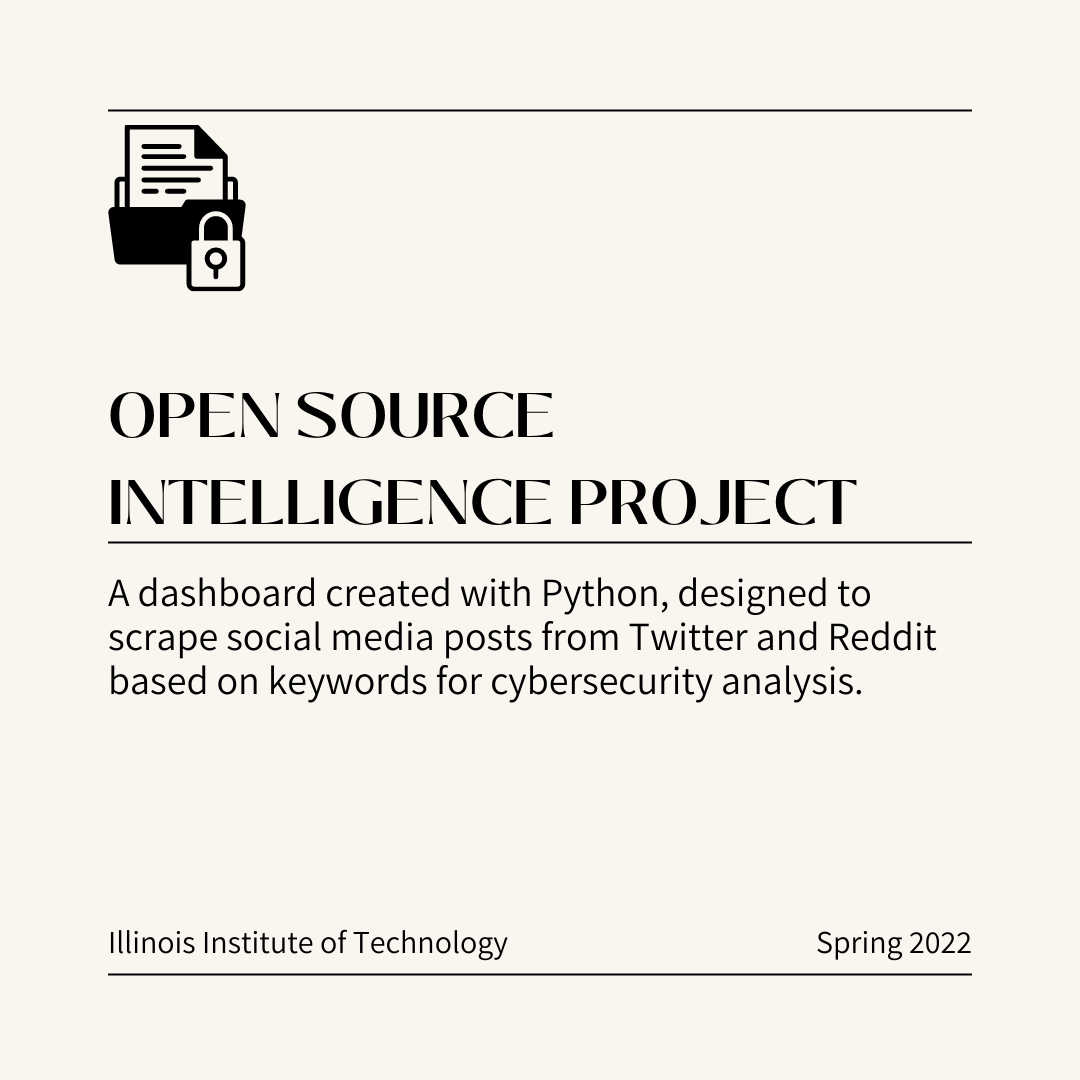 OPEN SOURCE
INTELLIGENCE PROJECT
A dashboard created with Python, designed to
scrape social media posts from Twitter and Reddit
based on keywords for cybersecurity analysis.
Illinois Institute of Technology
Spring 2022